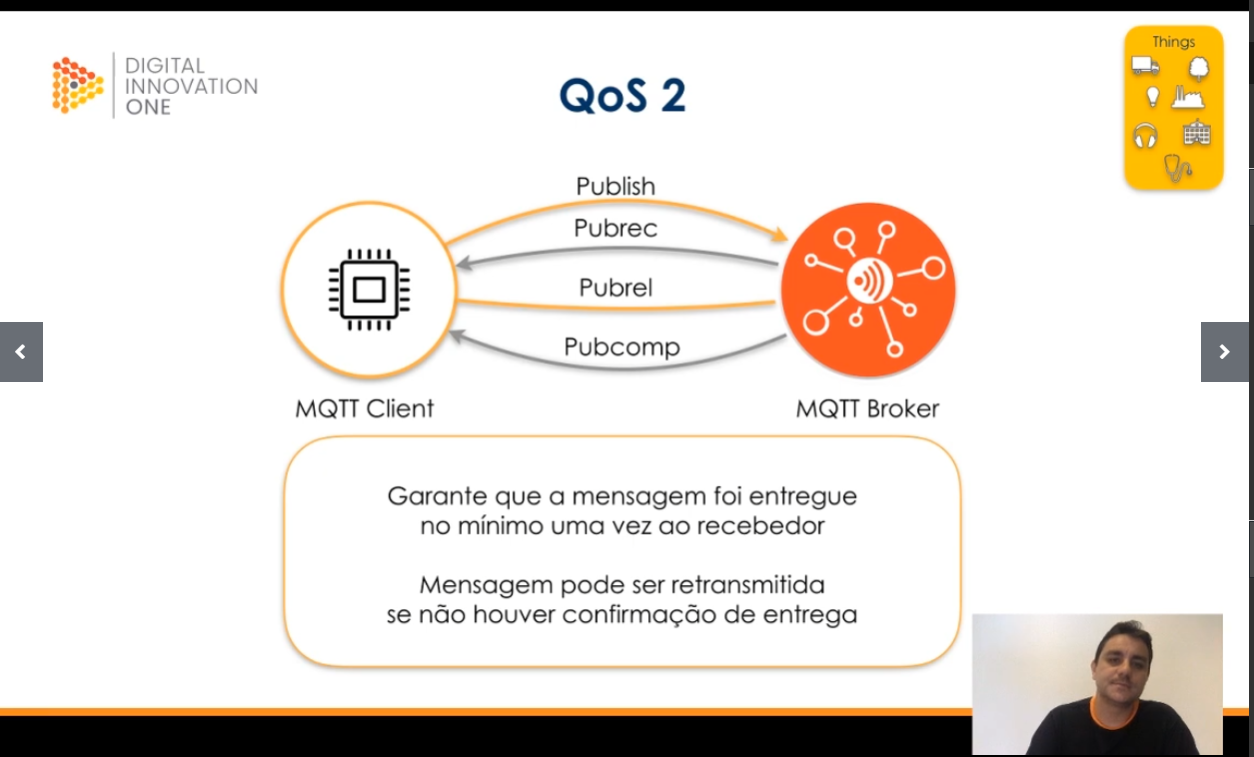 DIGITAL
INNOVATION
ONE
QoS 2
Things
Publish
Pubrec
Pubrel
Pubcomp
MQTT Client
MQTT Broker
Garante que a mensagem foi entregue
no mínimo uma vez ao recebedor
Mensagem pode ser retransmitida
se não houver confirmação de entrega